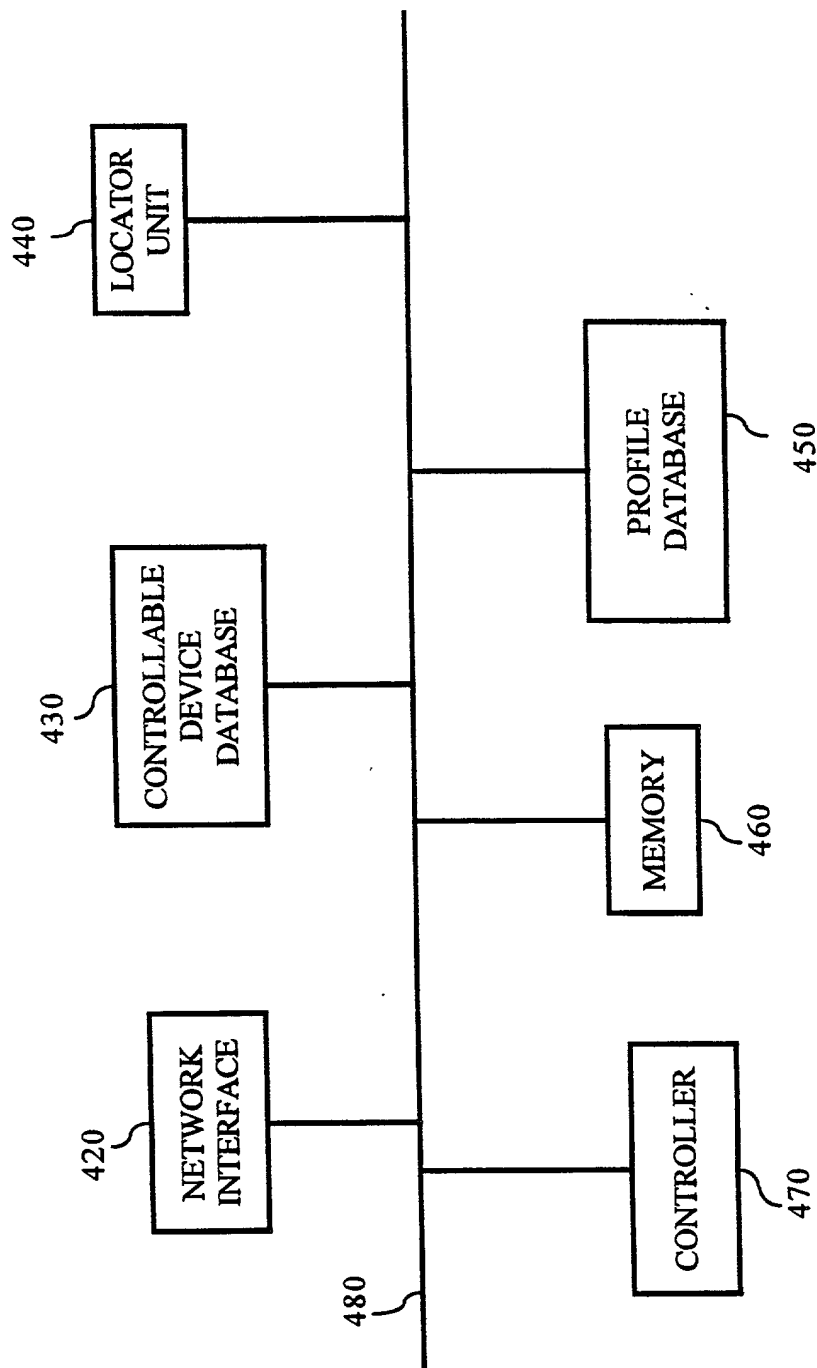 420
NETWORK
INTERFACE
430
CONTROLLABLE
DEVICE
DATABASE
440
LOCATOR
UNIT
480
CONTROLLER
470
MEMORY
460
PROFILE
DATABASE
450